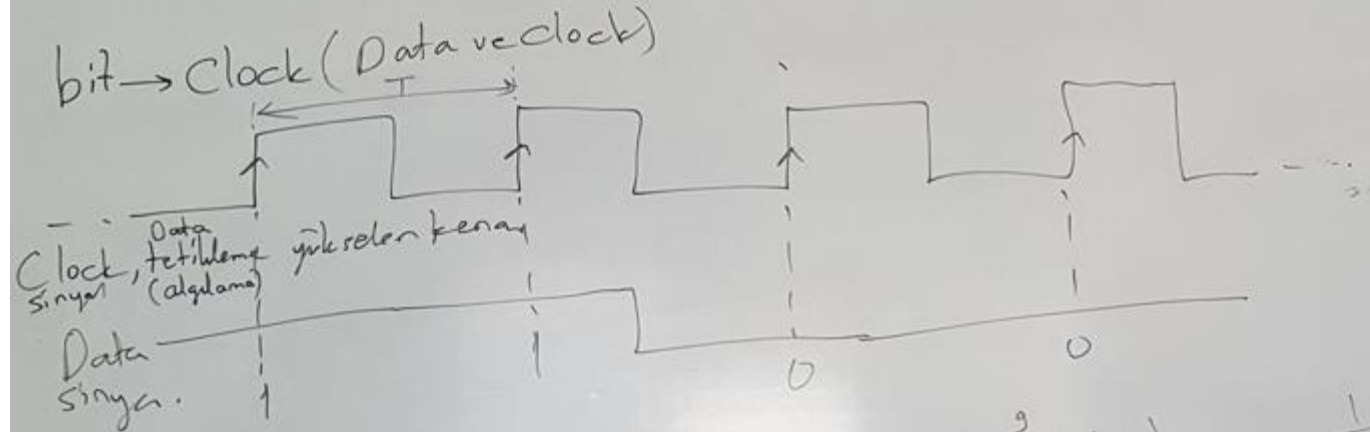 bit → Clock (Data ve Clock)
T
Data
Clock, tetikleme yükselen kenar
sinyal (algılama)
Data
sinya.
1 1 0 0